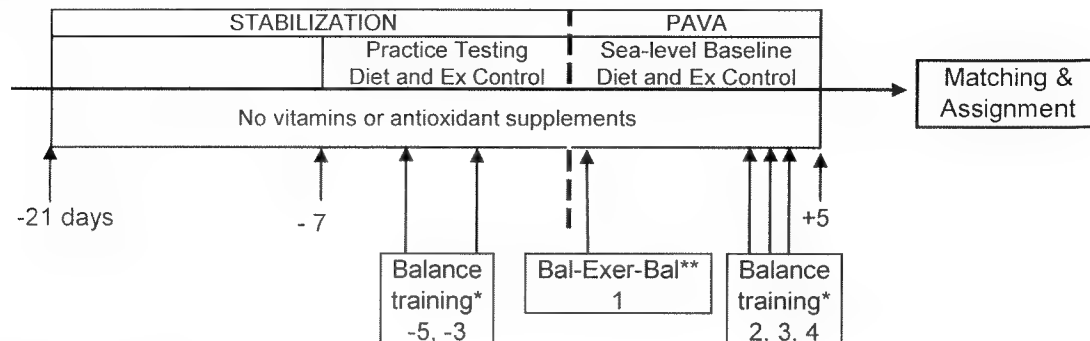 STABILIZATION
PAVA
Practice Testing
Diet and Ex Control
Sea-level Baseline
Diet and Ex Control
Matching &
Assignment
No vitamins or antioxidant supplements
-21 days
- 7
+5
Balance
training*
-5, -3
Bal-Exer-Bal**
1
Balance
training*
2, 3, 4